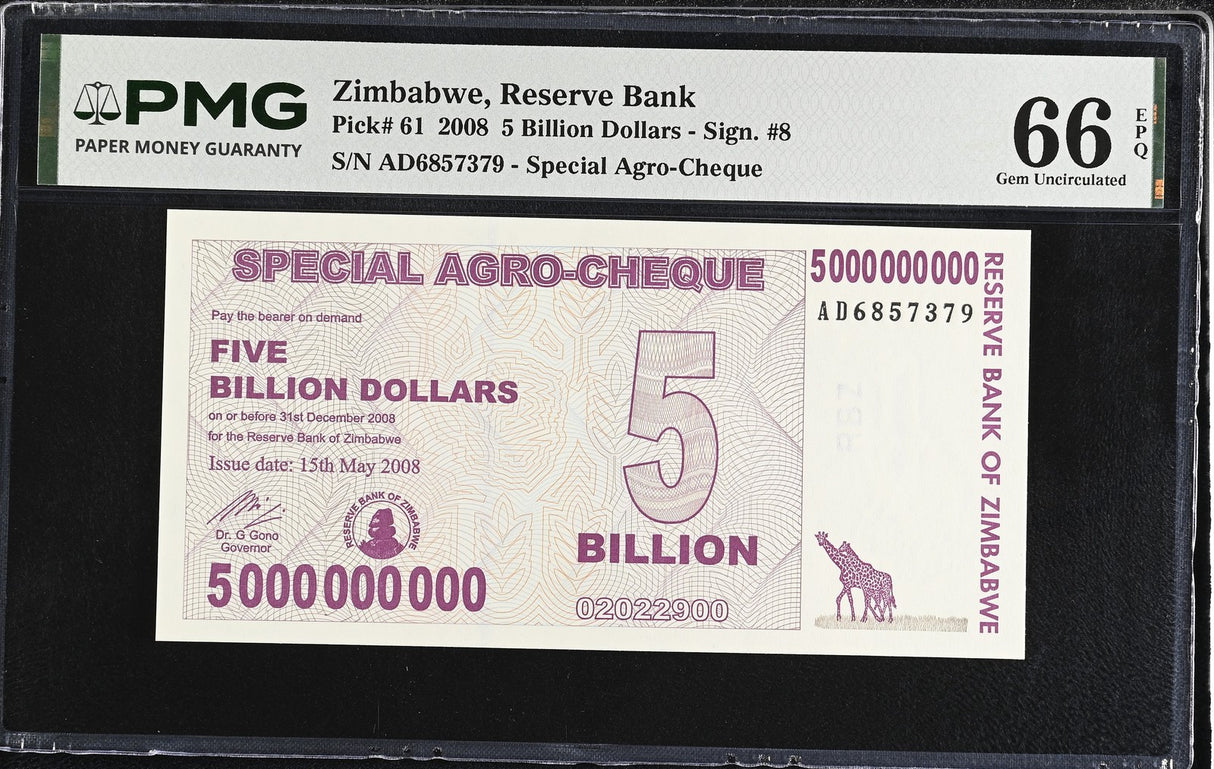 PMG
PAPER MONEY GUARANTY
Zimbabwe, Reserve Bank
Pick# 61 2008 5 Billion Dollars - Sign. #8
S/N AD6857379 - Special Agro-Cheque
66
EPQ
Gem Uncirculated
SPECIAL AGRO-CHEQUE
Pay the bearer on demand
FIVE
BILLION DOLLARS
on or before 31st December 2008
for the Reserve Bank of Zimbabwe
Issue date: 15th May 2008
Dr. G Gono
Governor
RESERVE BANK OF ZIMBABWE
5000000000
5
BILLION
02022900
5000000000
AD6857379
RESERVE BANK OF ZIMBABWE